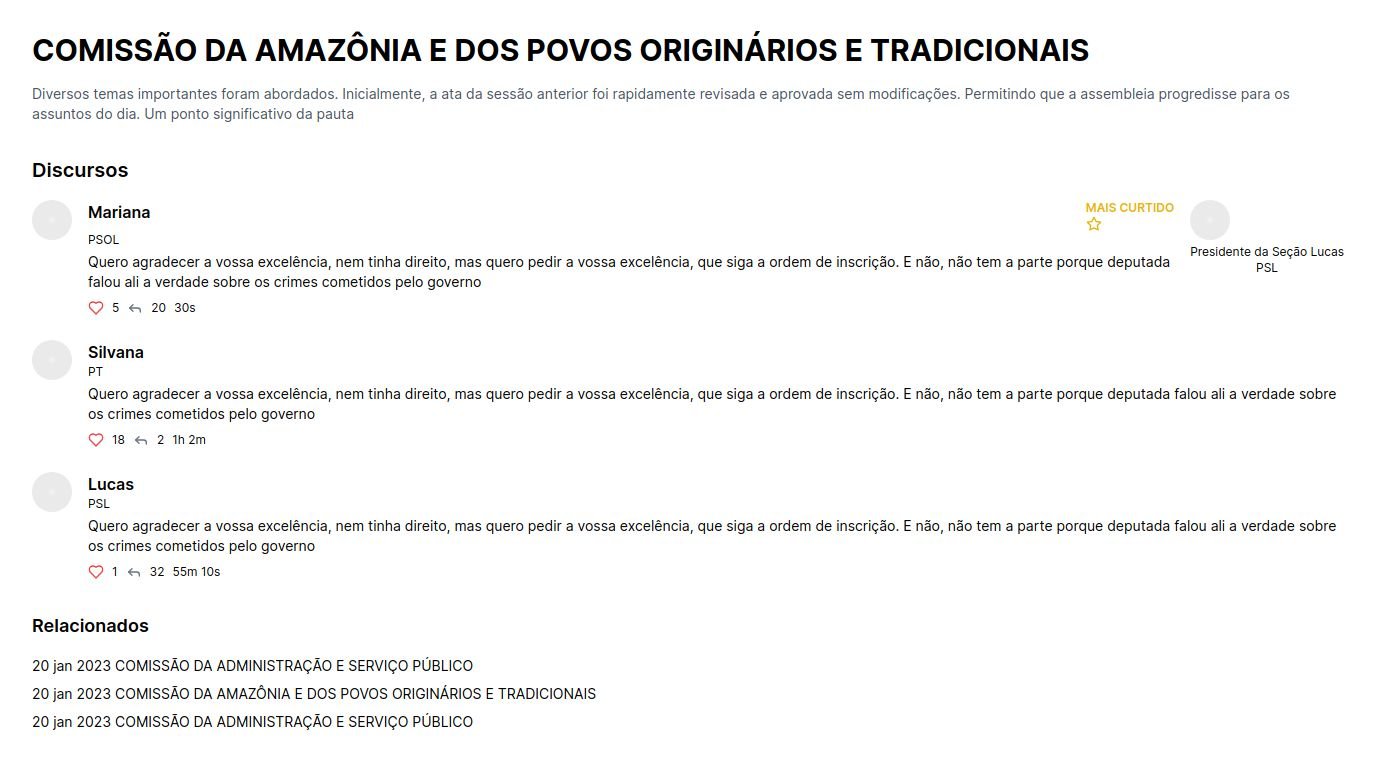 COMISSÃO DA AMAZÔNIA E DOS POVOS ORIGINÁRIOS E TRADICIONAIS
Diversos temas importantes foram abordados. Inicialmente, a ata da sessão anterior foi rapidamente revisada e aprovada sem modificações. Permitindo que a assembleia progredisse para os
assuntos do dia. Um ponto significativo da pauta
Discursos
Mariana
MAIS CURTIDO
PSOL
Quero agradecer a vossa excelência, nem tinha direito, mas quero pedir a vossa excelência, que siga a ordem de inscrição. E não, não tem a parte porque deputada
falou ali a verdade sobre os crimes cometidos pelo governo
5 20 30s
Presidente da Seção Lucas
PSL
Silvana
PT
Quero agradecer a vossa excelência, nem tinha direito, mas quero pedir a vossa excelência, que siga a ordem de inscrição. E não, não tem a parte porque deputada falou ali a verdade sobre
os crimes cometidos pelo governo
18 2 1h 2m
Lucas
PSL
Quero agradecer a vossa excelência, nem tinha direito, mas quero pedir a vossa excelência, que siga a ordem de inscrição. E não, não tem a parte porque deputada falou ali a verdade sobre
os crimes cometidos pelo governo
1 32 55m 10s
Relacionados
20 jan 2023 COMISSÃO DA ADMINISTRAÇÃO E SERVIÇO PÚBLICO
20 jan 2023 COMISSÃO DA AMAZÔNIA E DOS POVOS ORIGINÁRIOS E TRADICIONAIS
20 jan 2023 COMISSÃO DA ADMINISTRAÇÃO E SERVIÇO PÚBLICO